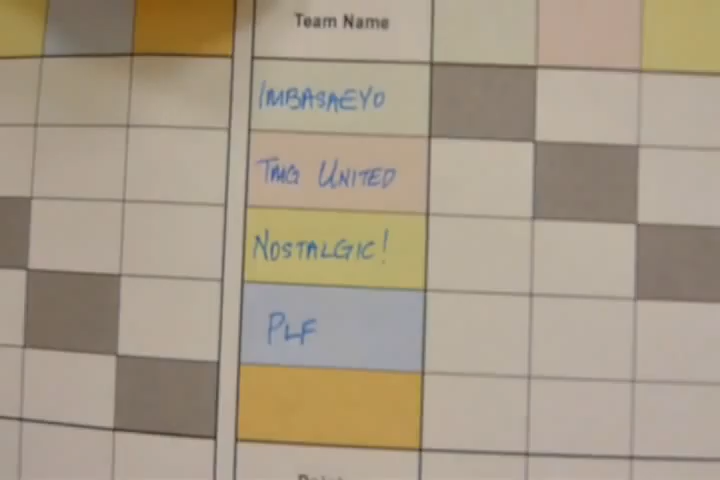 Team Name
IMBASAEYO
TMG UNITED
NOSTALGIC!
PLF